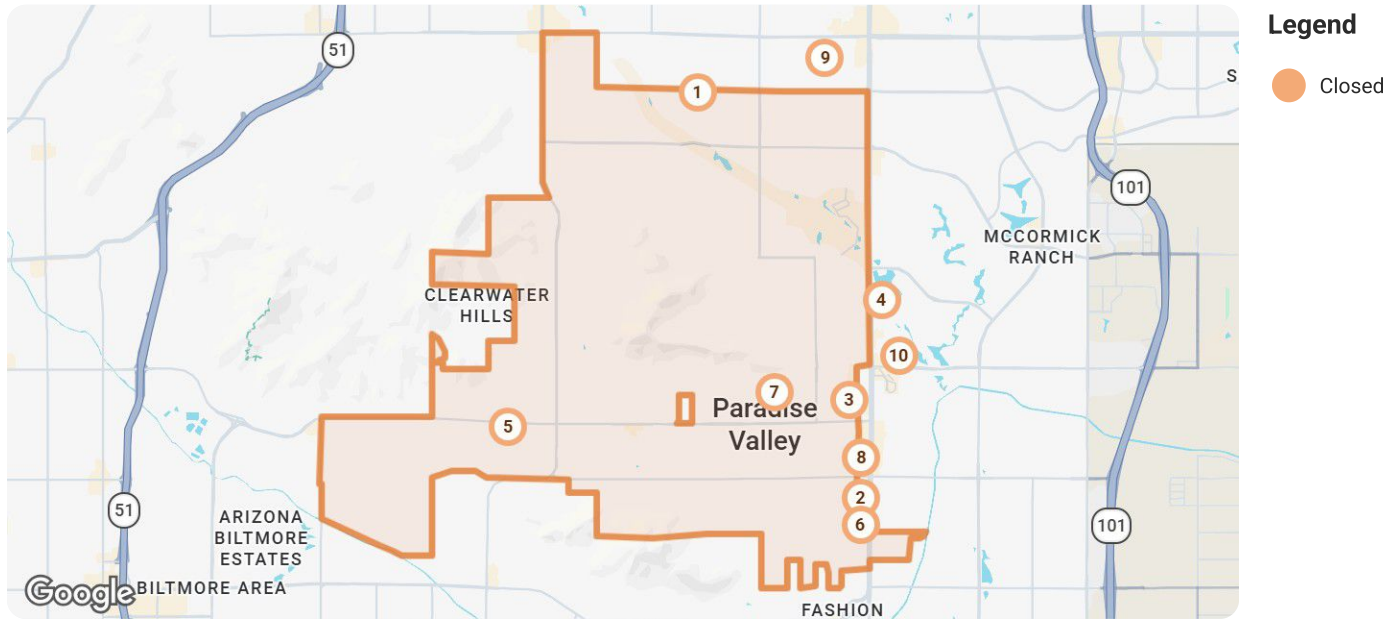 Legend
Closed
51
9
1
S
101
MCCORMICK
RANCH
CLEARWATER
HILLS
4
10
7
3
Paradise
Valley
5
8
2
6
51
101
ARIZONA
BILTMORE
ESTATES
Google
BILTMORE AREA
FASHION